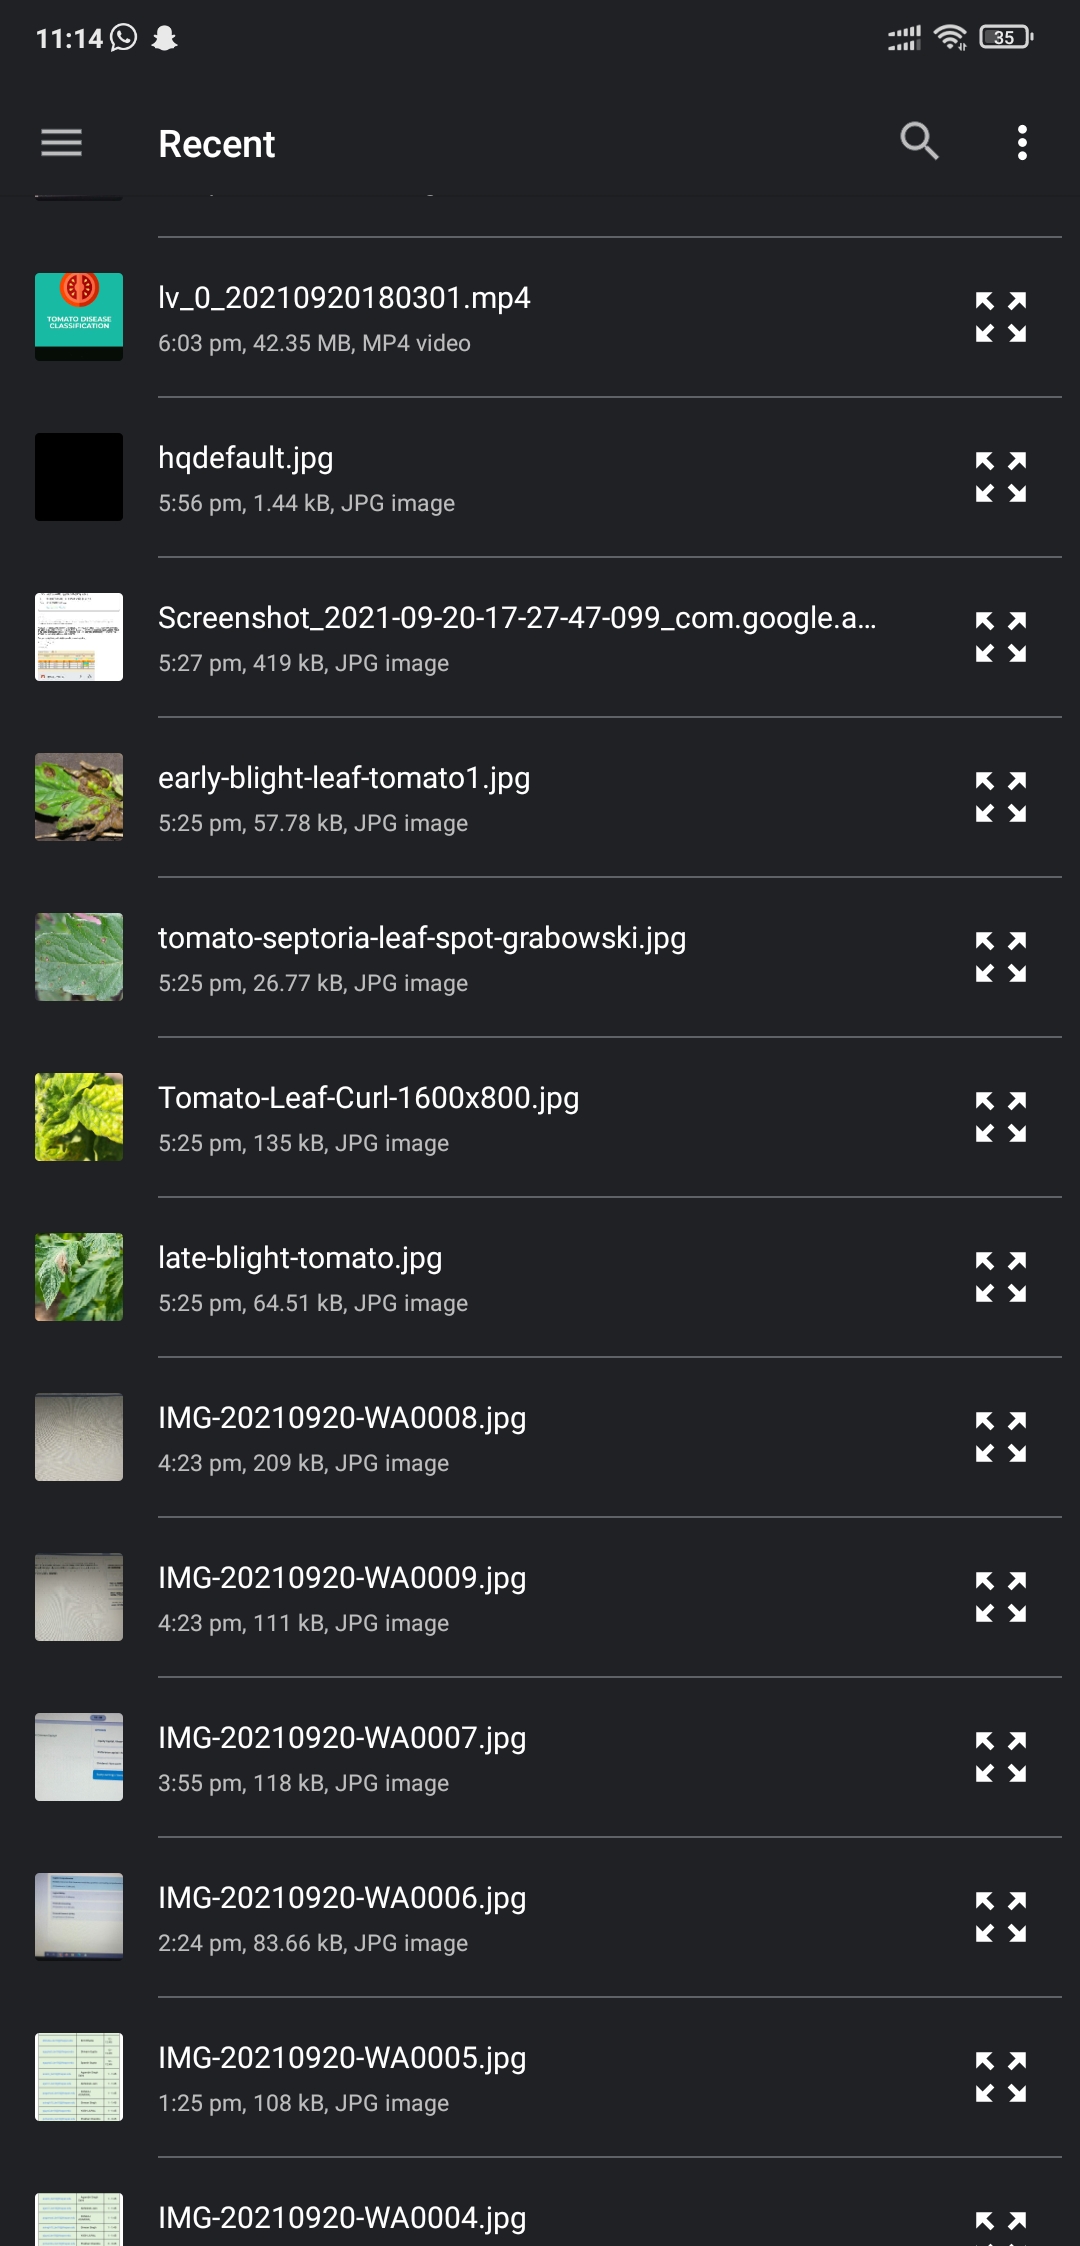 11:14
35
Recent
TOMATO DISEASE
CLASSIFICATION
lv_0_20210920180301.mp4
6:03 pm, 42.35 MB, MP4 video
hqdefault.jpg
5:56 pm, 1.44 kB, JPG image
Screenshot_2021-09-20-17-27-47-099_com.google.a...
5:27 pm, 419 kB, JPG image
early-blight-leaf-tomato1.jpg
5:25 pm, 57.78 kB, JPG image
tomato-septoria-leaf-spot-grabowski.jpg
5:25 pm, 26.77 kB, JPG image
Tomato-Leaf-Curl-1600x800.jpg
5:25 pm, 135 kB, JPG image
late-blight-tomato.jpg
5:25 pm, 64.51 kB, JPG image
IMG-20210920-WA0008.jpg
4:23 pm, 209 kB, JPG image
IMG-20210920-WA0009.jpg
4:23 pm, 111 kB, JPG image
IMG-20210920-WA0007.jpg
3:55 pm, 118 kB, JPG image
IMG-20210920-WA0006.jpg
2:24 pm, 83.66 kB, JPG image
IMG-20210920-WA0005.jpg
1:25 pm, 108 kB, JPG image
IMG-20210920-WA0004.jpg